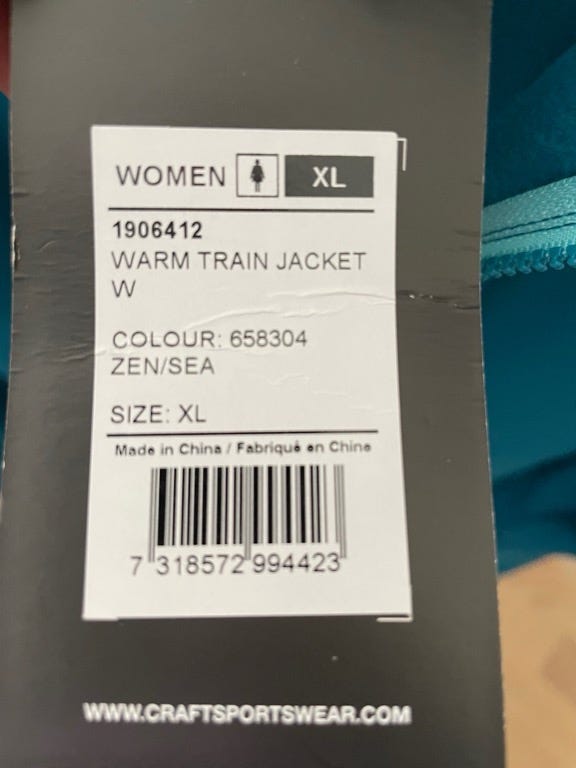 WOMEN XL
1906412
WARM TRAIN JACKET
W
COLOUR: 658304
ZEN/SEA
SIZE: XL
Made in China / Fabriqué en Chine
7 318572 994423
WWW.CRAFTSPORTSWEAR.COM